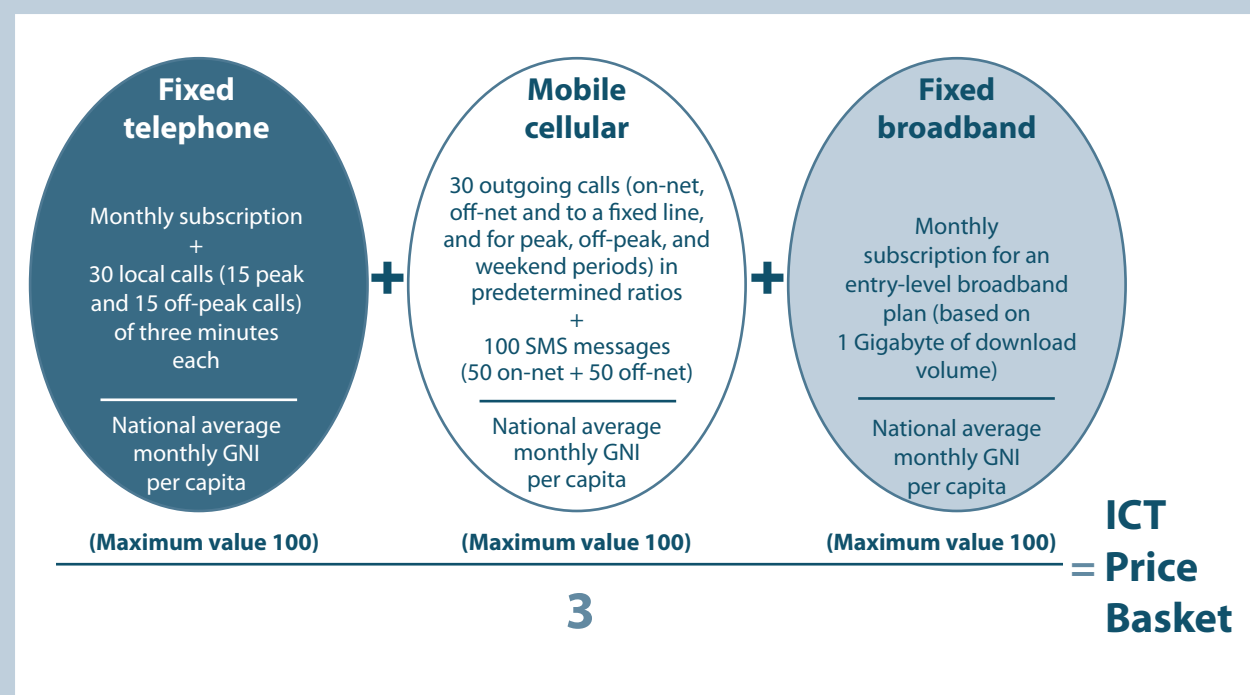 Fixed
telephone
Monthly subscription
+
30 local calls (15 peak
and 15 off-peak calls)
of three minutes
each
National average
monthly GNI
per capita
(Maximum value 100)
+
Mobile
cellular
30 outgoing calls (on-net,
off-net and to a fixed line,
and for peak, off-peak, and
weekend periods) in
predetermined ratios
+
100 SMS messages
(50 on-net + 50 off-net)
National average
monthly GNI
per capita
(Maximum value 100)
+
Fixed
broadband
Monthly
subscription for an
entry-level broadband
plan (based on
1 Gigabyte of download
volume)
National average
monthly GNI
per capita
(Maximum value 100)
3
= ICT
Price
Basket